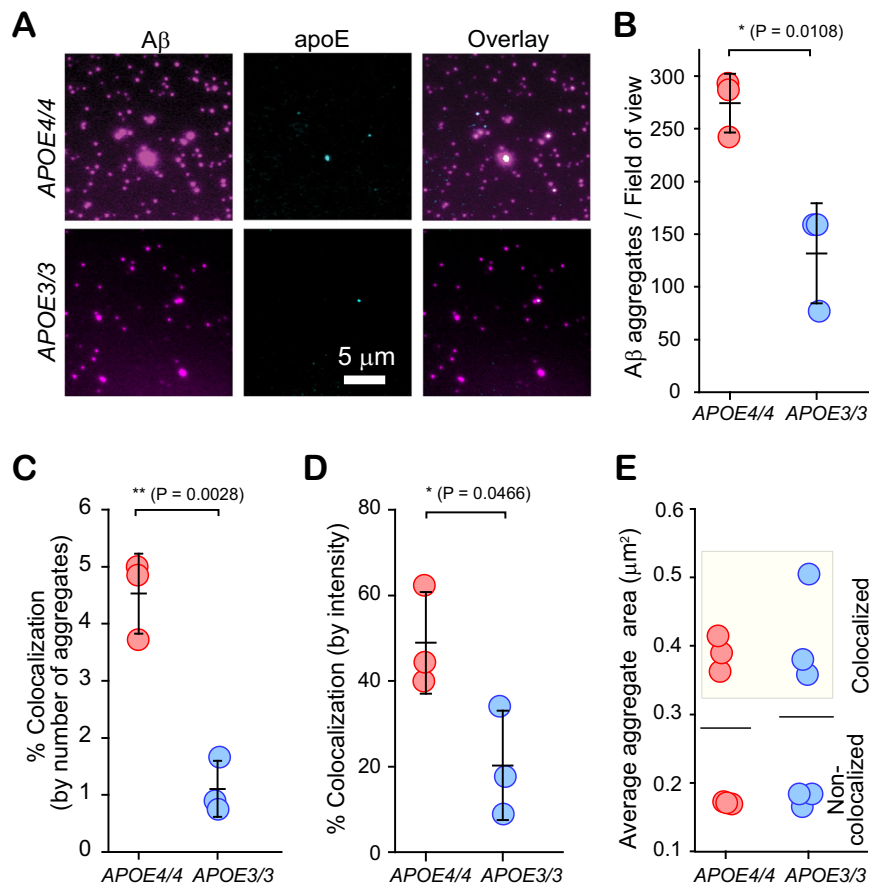 A
Aβ
apoE
Overlay
APOE4/4
APOE3/3
5 μm
B
* (P = 0.0108)
Aβ aggregates / Field of view
300
250
200
150
100
50
0
APOE4/4
APOE3/3
C
** (P = 0.0028)
% Colocalization
(by number of aggregates)
6
5
4
3
2
1
0
APOE4/4
APOE3/3
D
* (P = 0.0466)
% Colocalization (by intensity)
80
60
40
20
0
APOE4/4
APOE3/3
E
Average aggregate area (μm²)
0.6
0.5
0.4
0.3
0.2
0.1
Colocalized
Non-
colocalized
APOE4/4
APOE3/3